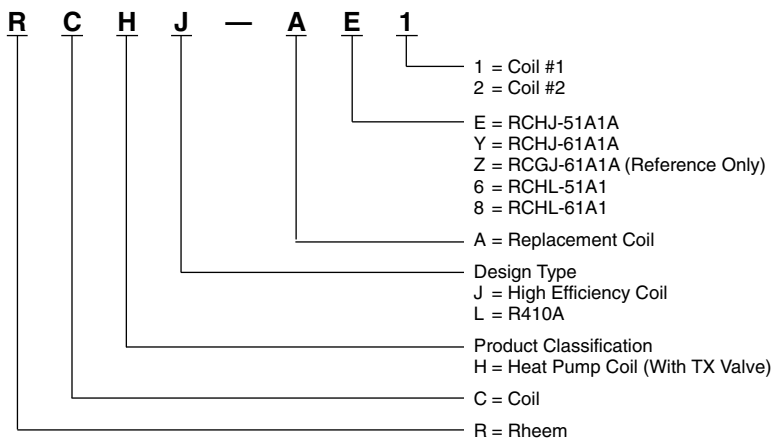 R C H J — A E 1
1 = Coil #1
2 = Coil #2
E = RCHJ-51A1A
Y = RCHJ-61A1A
Z = RCGJ-61A1A (Reference Only)
6 = RCHL-51A1
8 = RCHL-61A1
A = Replacement Coil
Design Type
J = High Efficiency Coil
L = R410A
Product Classification
H = Heat Pump Coil (With TX Valve)
C = Coil
R = Rheem